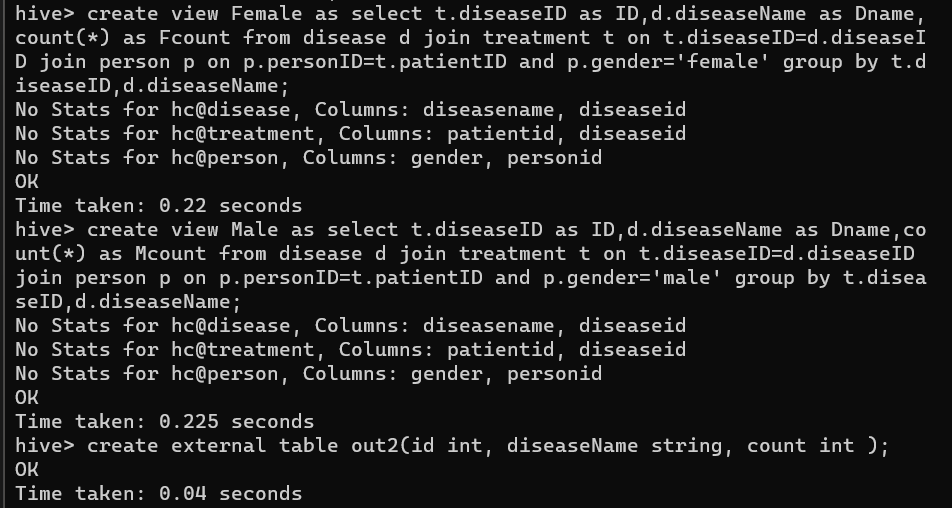 hive> create view Female as select t.diseaseID as ID,d.diseaseName as Dname,
count(*) as Fcount from disease d join treatment t on t.diseaseID=d.diseaseI
D join person p on p.personID=t.patientID and p.gender='female' group by t.d
iseaseID,d.diseaseName;
No Stats for hc@disease, Columns: diseasename, diseaseid
No Stats for hc@treatment, Columns: patientid, diseaseid
No Stats for hc@person, Columns: gender, personid
OK
Time taken: 0.22 seconds
hive> create view Male as select t.diseaseID as ID,d.diseaseName as Dname,co
unt(*) as Mcount from disease d join treatment t on t.diseaseID=d.diseaseID
join person p on p.personID=t.patientID and p.gender='male' group by t.disea
seID,d.diseaseName;
No Stats for hc@disease, Columns: diseasename, diseaseid
No Stats for hc@treatment, Columns: patientid, diseaseid
No Stats for hc@person, Columns: gender, personid
OK
Time taken: 0.225 seconds
hive> create external table out2(id int, diseaseName string, count int );
OK
Time taken: 0.04 seconds